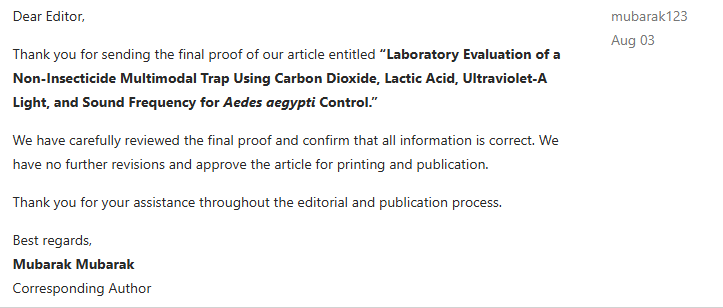 Dear Editor,
mubarak123
Aug 03
Thank you for sending the final proof of our article entitled “Laboratory Evaluation of a
Non-Insecticide Multimodal Trap Using Carbon Dioxide, Lactic Acid, Ultraviolet-A
Light, and Sound Frequency for Aedes aegypti Control.”
We have carefully reviewed the final proof and confirm that all information is correct. We
have no further revisions and approve the article for printing and publication.
Thank you for your assistance throughout the editorial and publication process.
Best regards,
Mubarak Mubarak
Corresponding Author